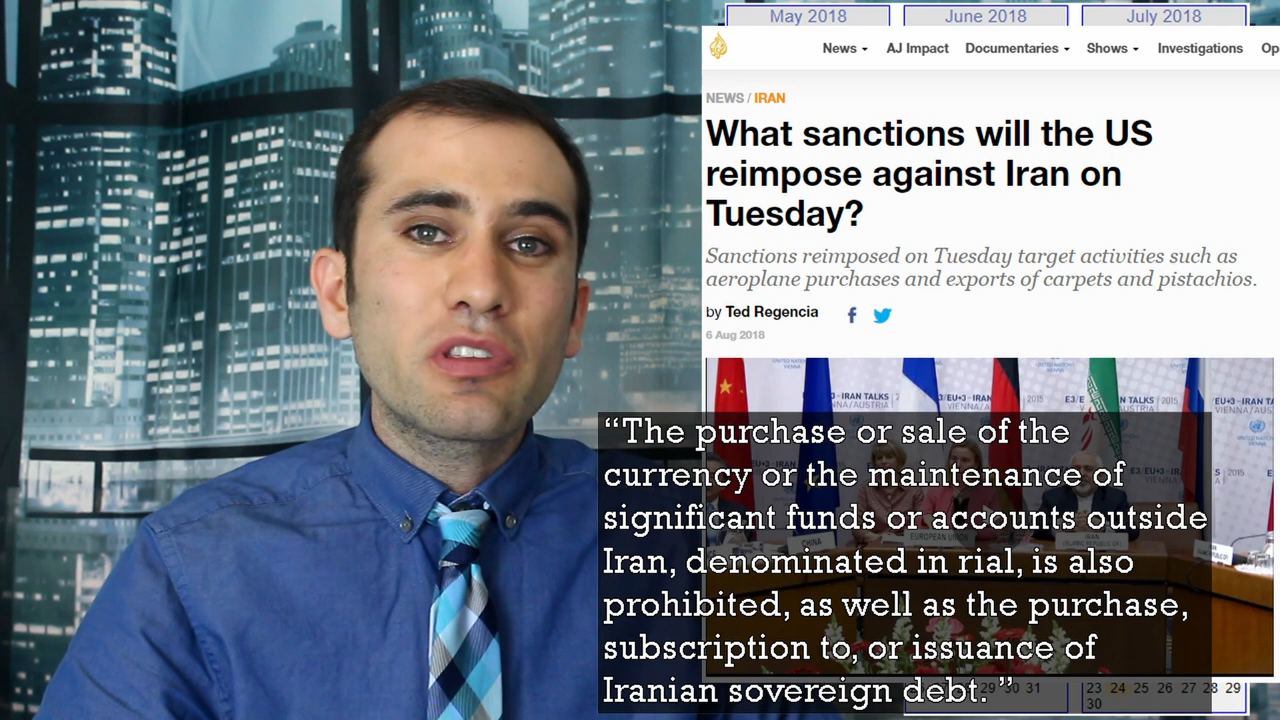 May 2018 June 2018 July 2018
News AJ Impact Documentaries Shows Investigations Op
NEWS / IRAN
What sanctions will the US
reimpose against Iran on
Tuesday?
Sanctions reimposed on Tuesday target activities such as
aeroplane purchases and exports of carpets and pistachios.
by Ted Regencia
6 Aug 2018
“The purchase or sale of the
currency or the maintenance of
significant funds or accounts outside
Iran, denominated in rial, is also
prohibited, as well as the purchase,
subscription to, or issuance of
Iranian sovereign debt.”
CHINA
EUROPEAN UNION
IRAN
29 30 31
23 24 25 26 27 28 29
30